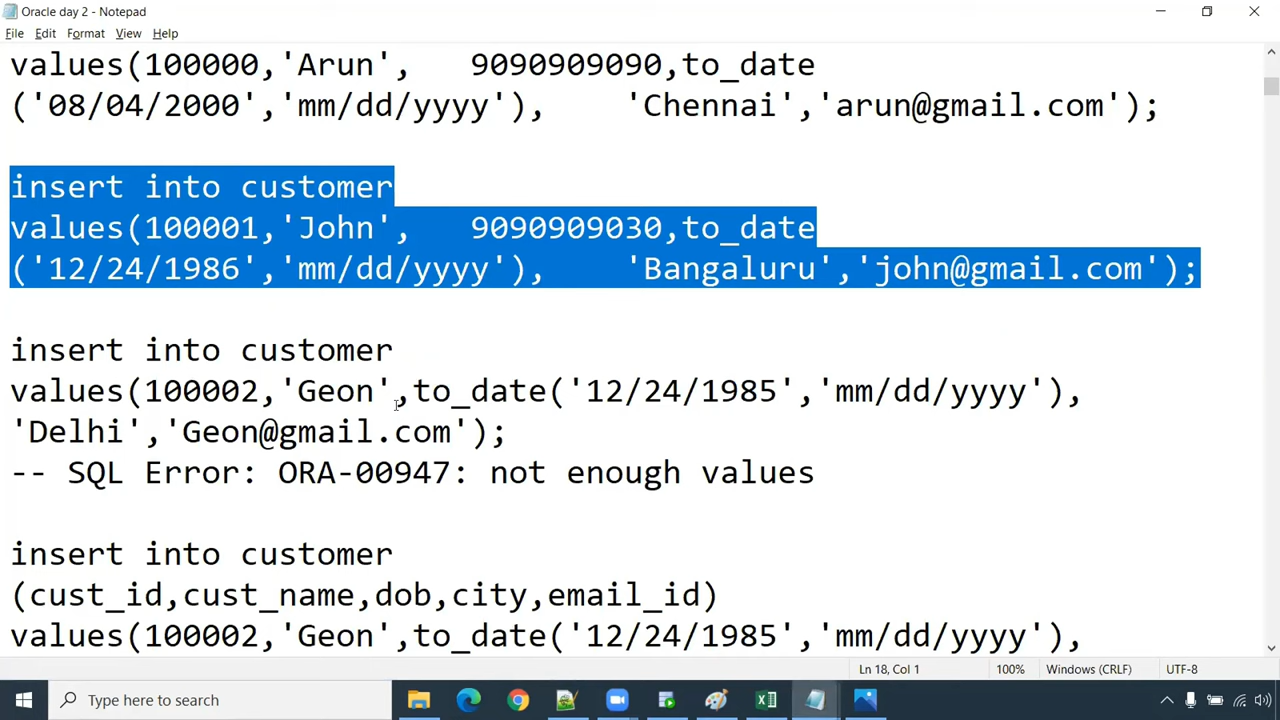 Oracle day 2 - Notepad
File Edit Format View Help
values(100000,'Arun', 9090909090,to_date
('08/04/2000','mm/dd/yyyy'), 'Chennai','arun@gmail.com');
insert into customer
values(100001,'John', 9090909030,to_date
('12/24/1986','mm/dd/yyyy'), 'Bangaluru','john@gmail.com');
insert into customer
values(100002,'Geon',to_date('12/24/1985','mm/dd/yyyy'),
'Delhi','Geon@gmail.com');
-- SQL Error: ORA-00947: not enough values
insert into customer
(cust_id,cust_name,dob,city,email_id)
values(100002,'Geon',to_date('12/24/1985','mm/dd/yyyy'),
Ln 18, Col 1 100% Windows (CRLF) UTF-8
Type here to search